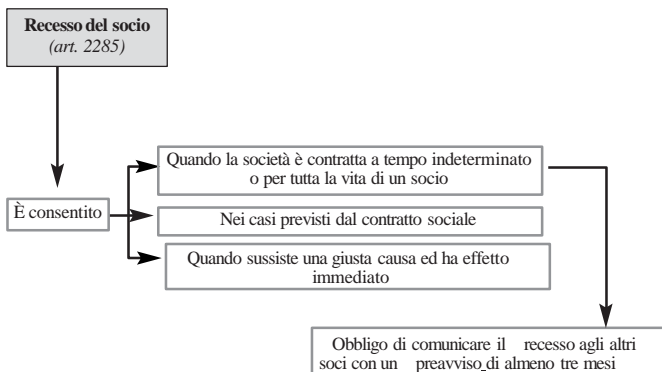 Recesso del socio
(art. 2285)
Quando la società è contratta a tempo indeterminato
o per tutta la vita di un socio
È consentito
Nei casi previsti dal contratto sociale
Quando sussiste una giusta causa ed ha effetto
immediato
Obbligo di comunicare il recesso agli altri
soci con un preavviso di almeno tre mesi